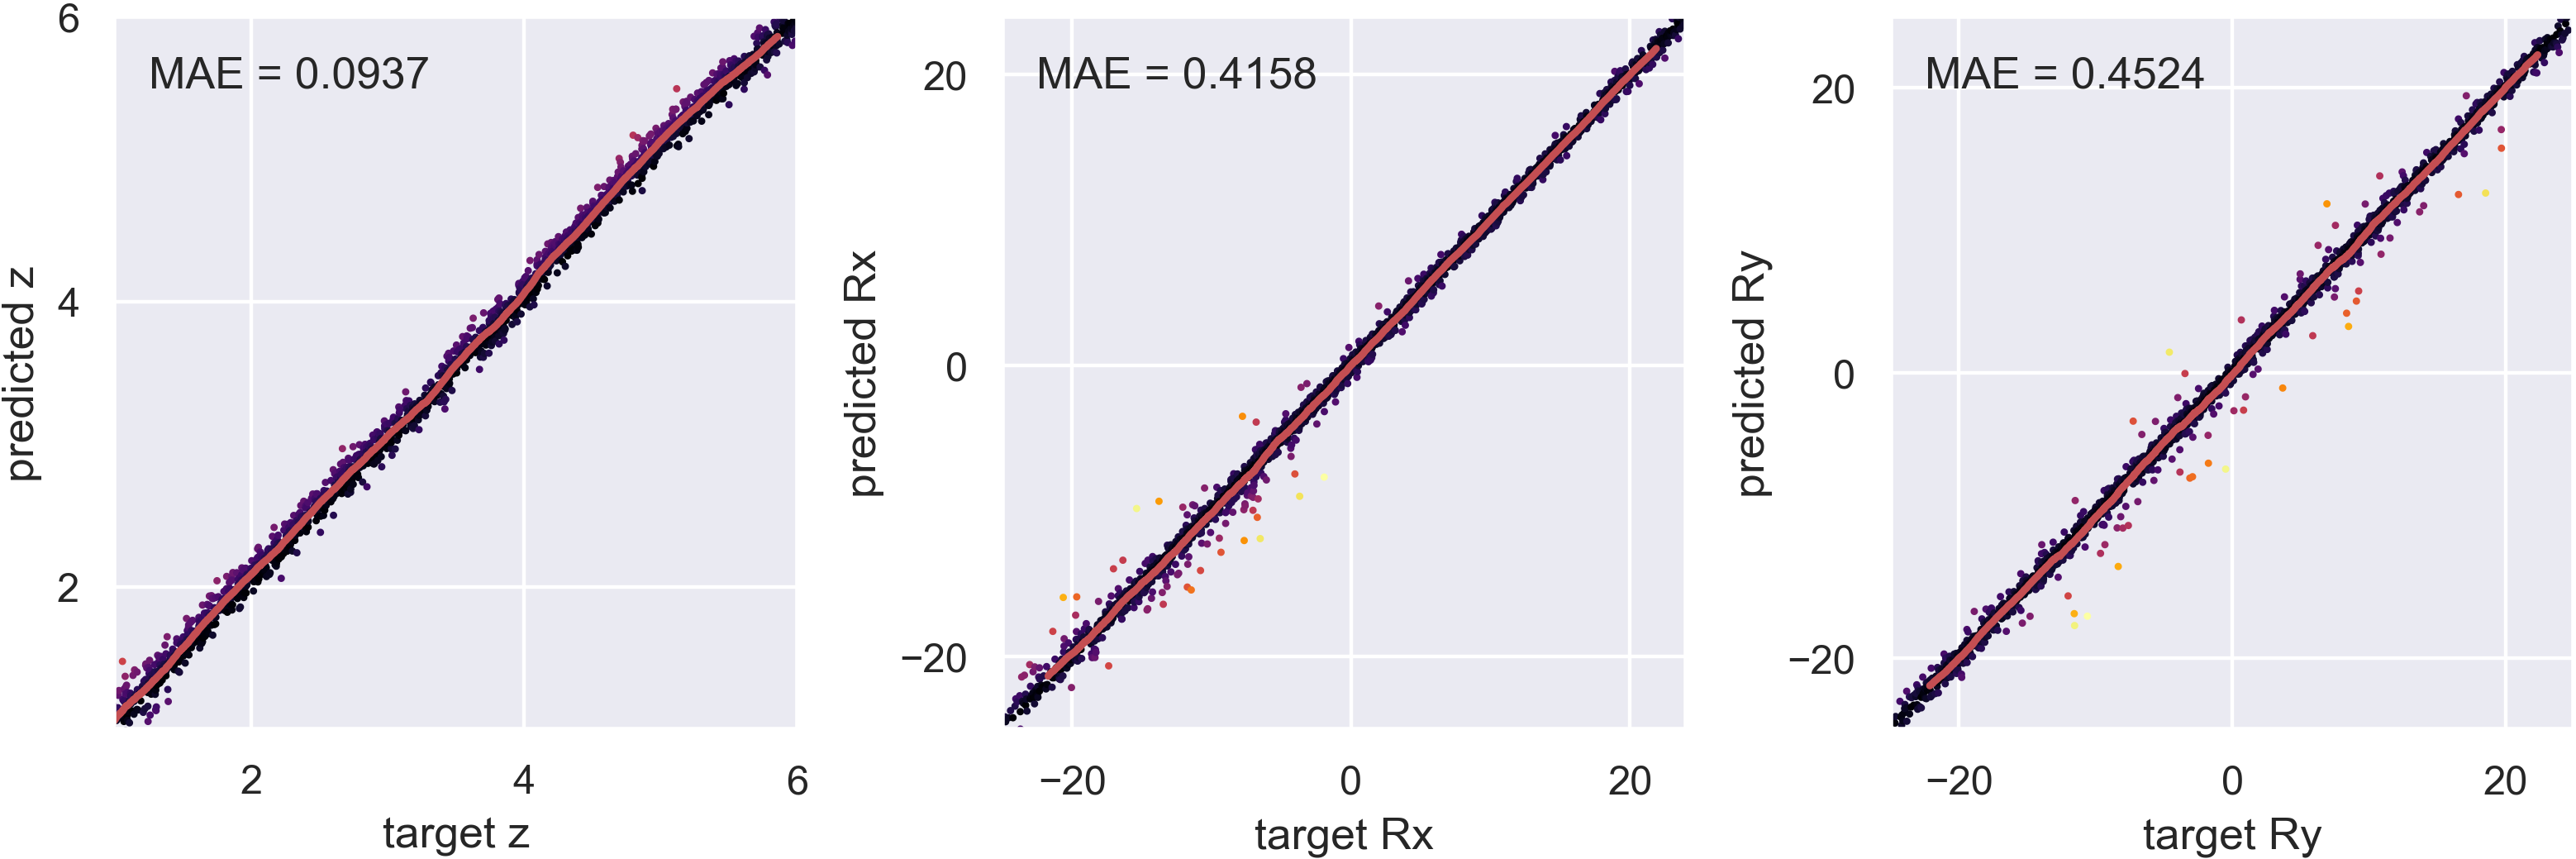 MAE = 0.0937
predicted z
6
4
2
2
4
6
target z
MAE = 0.4158
predicted Rx
20
0
−20
−20
0
20
target Rx
MAE = 0.4524
predicted Ry
20
0
−20
−20
0
20
target Ry